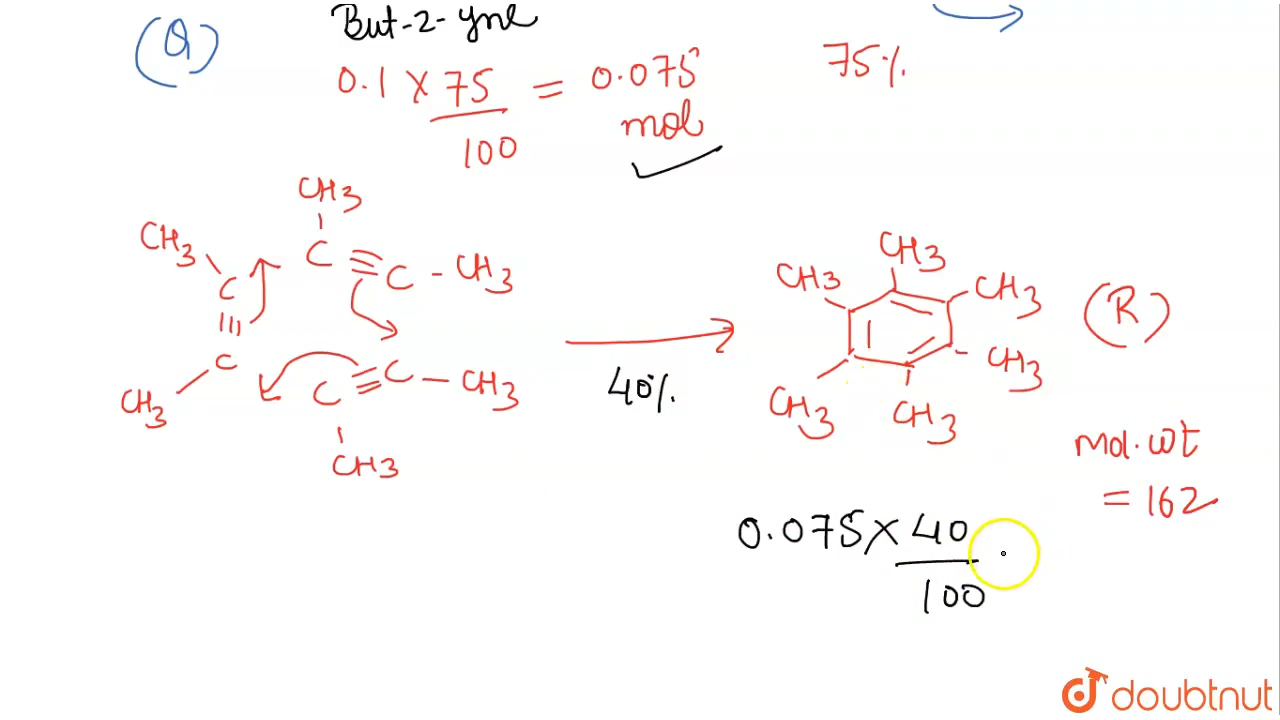 (Q)
But-2-yne
0.1 × 75 = 0.075
100
mol
75%
CH3
CH3
C ≡ C - CH3
C
|||
C
C ≡ C - CH3
CH3
CH3
40%.
CH3
CH3
CH3
CH3
CH3
CH3
(R)
mol. wt
= 162
0.075 × 40
100
doubtnut